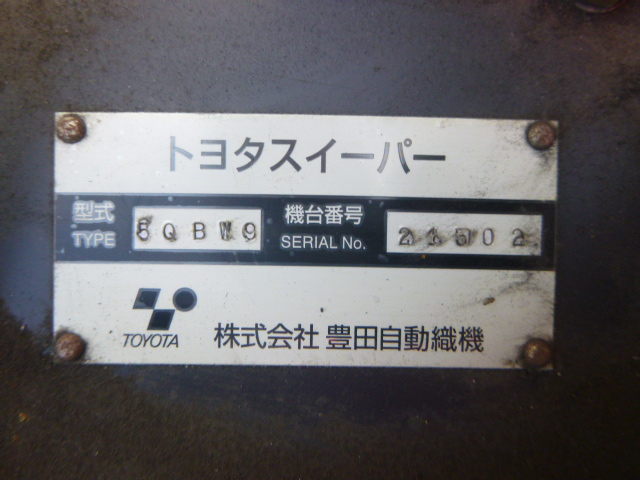 トヨタスイーパー
型式 TYPE 5QBW9 機台番号 SERIAL No. 21502
TOYOTA 株式会社 豊田自動織機